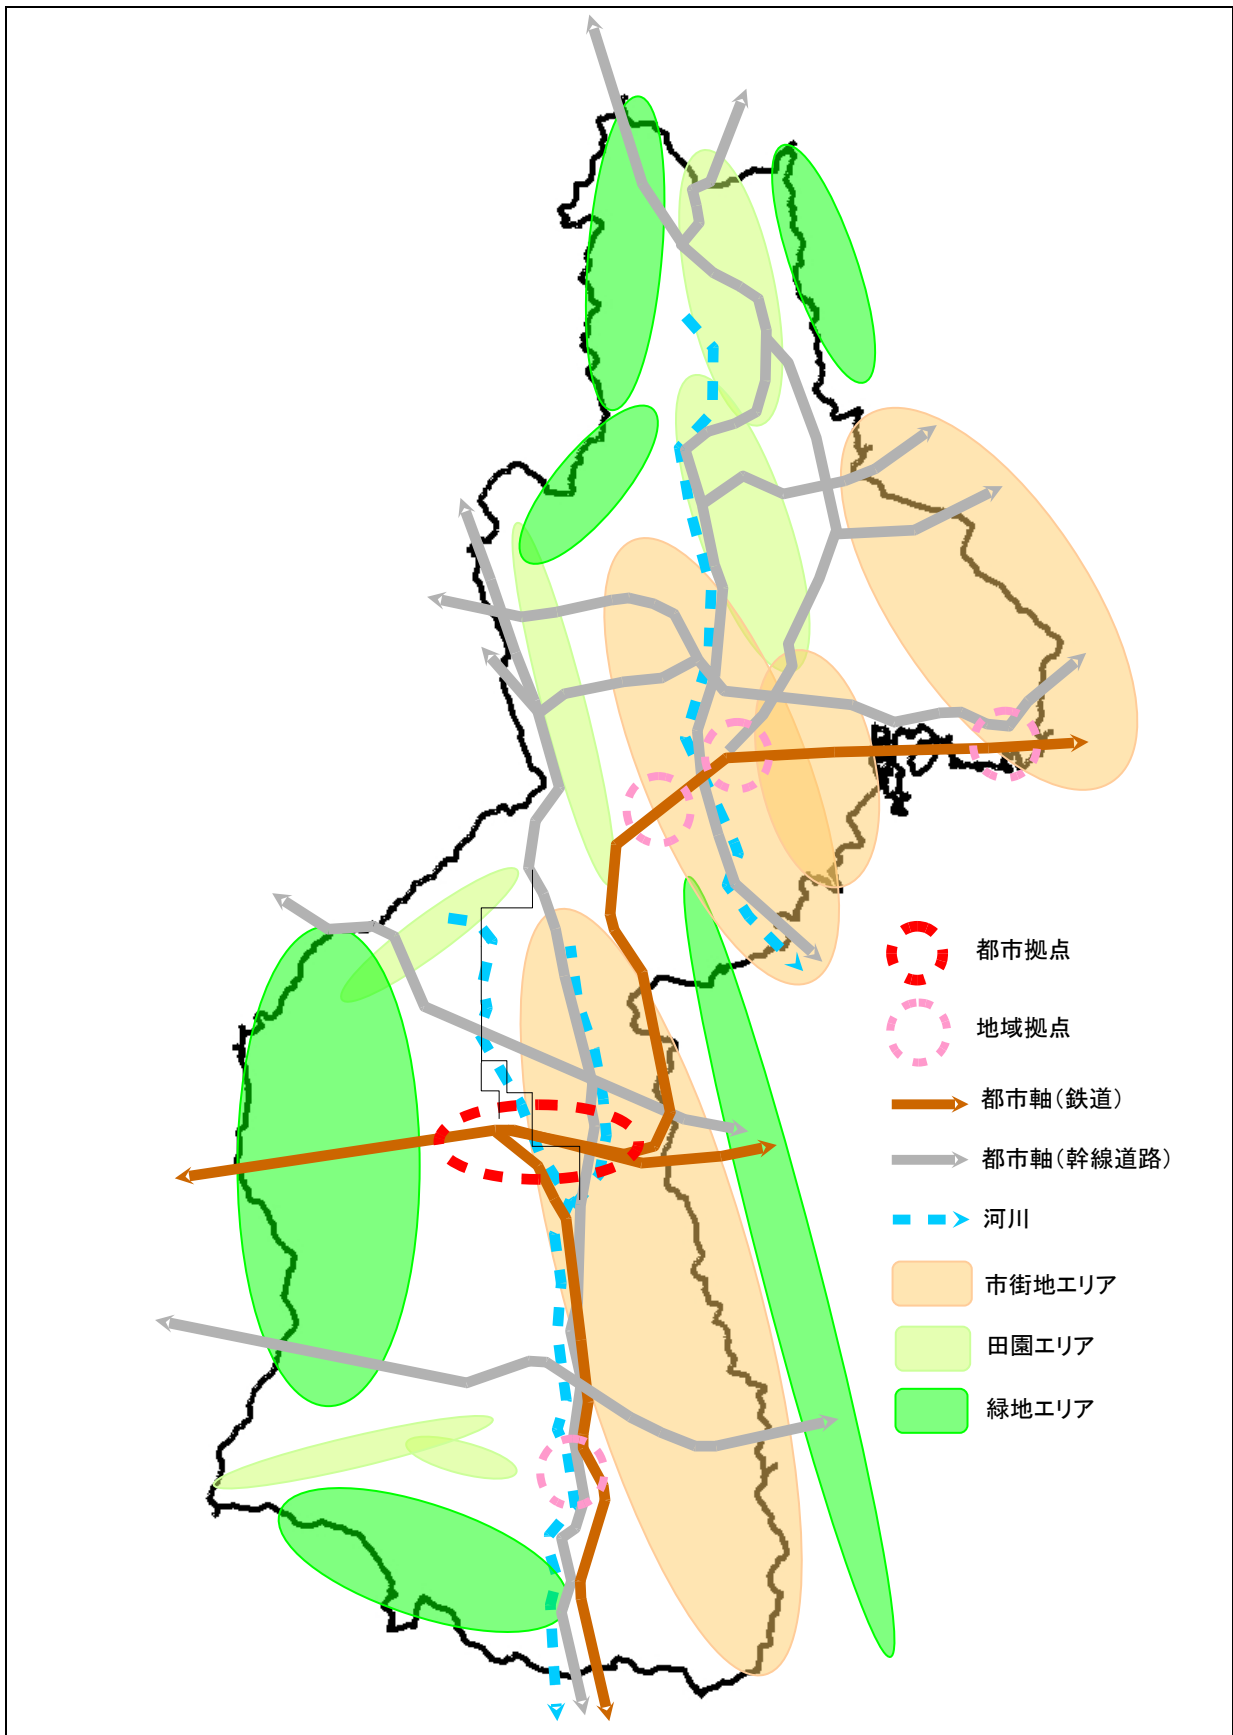 都市拠点
地域拠点
都市軸（鉄道）
都市軸（幹線道路）
河川
市街地エリア
田園エリア
緑地エリア